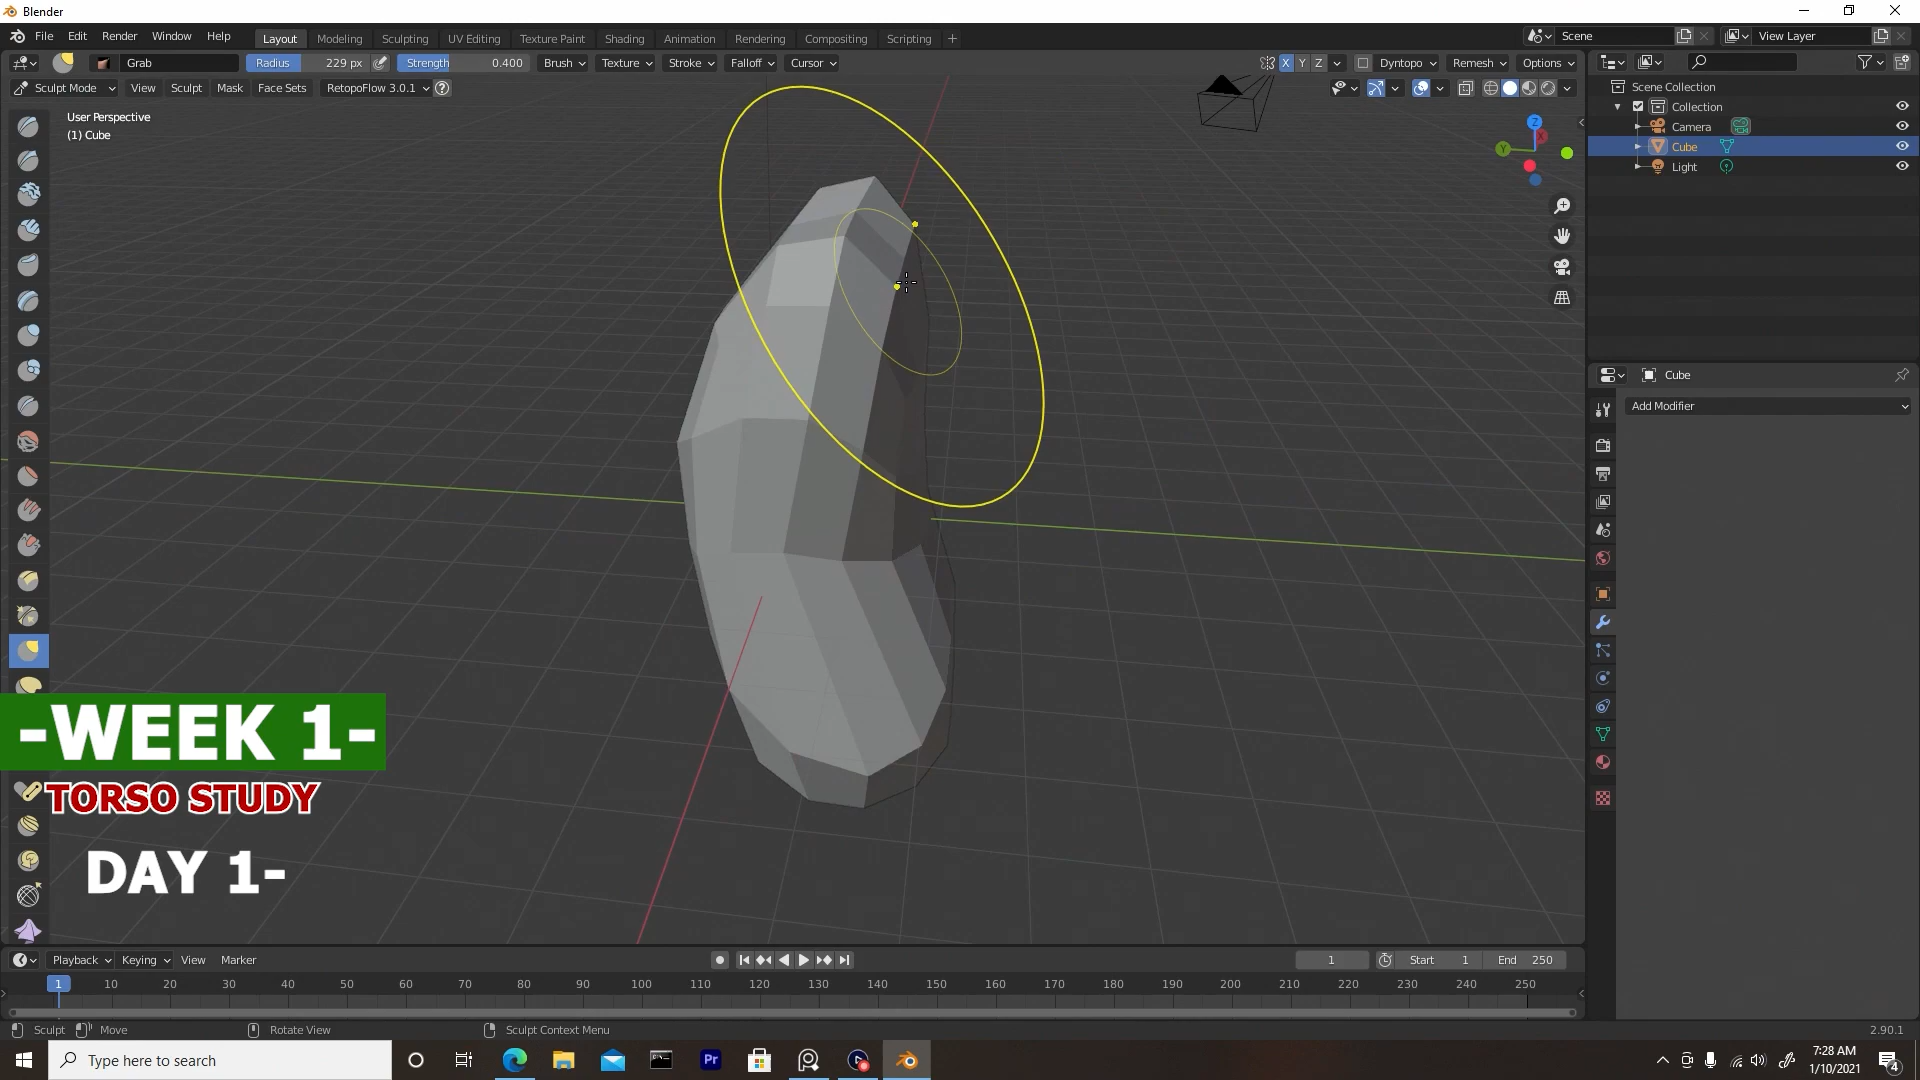 Blender
File Edit Render Window Help
Layout Modeling Sculpting UV Editing Texture Paint Shading Animation Rendering Compositing Scripting +
Scene
View Layer
Grab
Radius 229 px
Strength 0.400
Brush Texture Stroke Falloff Cursor
X Y Z
Dyntopo Remesh Options
Sculpt Mode View Sculpt Mask Face Sets RetopoFlow 3.0.1 ?
User Perspective
(1) Cube
Z
Y
X
Scene Collection
Collection
Camera
Cube
Light
Cube
Add Modifier
-WEEK 1-
TORSO STUDY
DAY 1-
Playback Keying View Marker
1
Start 1
End 250
1 10 20 30 40 50 60 70 80 90 100 110 120 130 140 150 160 170 180 190 200 210 220 230 240 250
Sculpt
Move
Rotate View
Sculpt Context Menu
2.90.1
Type here to search
Pr
7:28 AM
1/10/2021
4